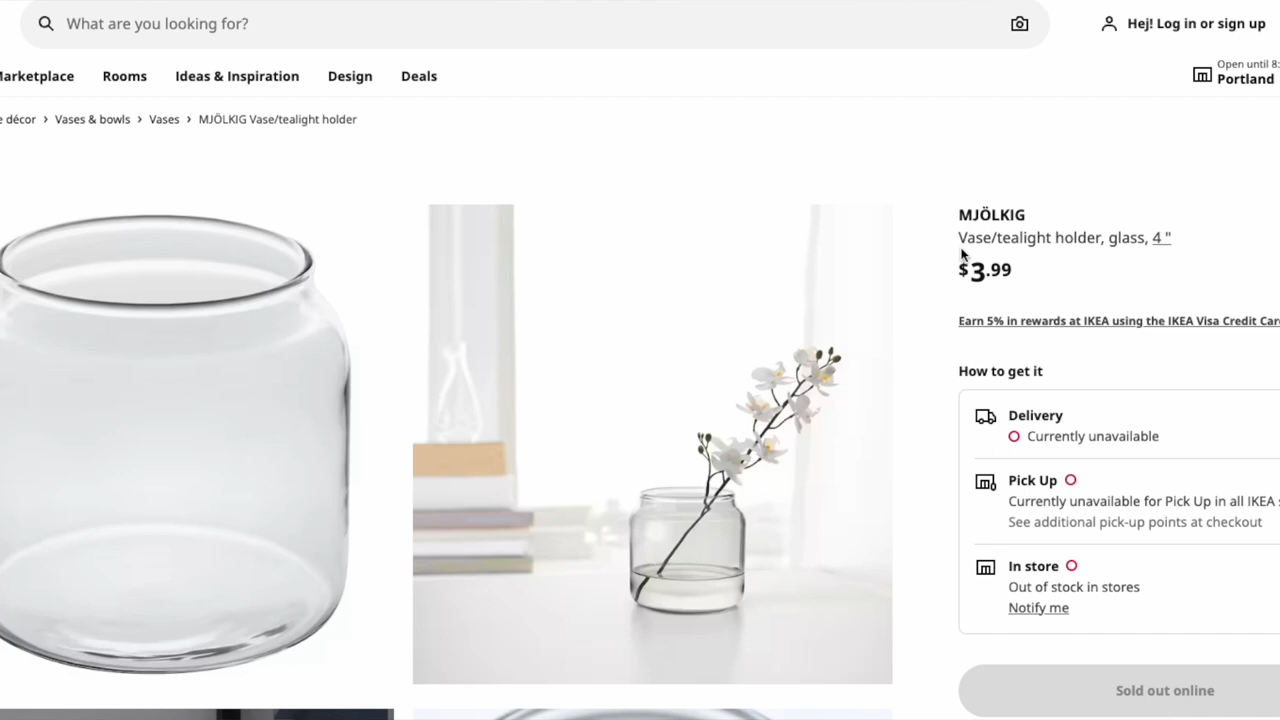 What are you looking for?
Hej! Log in or sign up
Marketplace Rooms Ideas & Inspiration Design Deals
Open until 8:
Portland
décor › Vases & bowls › Vases › MJÖLKIG Vase/tealight holder
MJÖLKIG
Vase/tealight holder, glass, 4 "
$3.99
Earn 5% in rewards at IKEA using the IKEA Visa Credit Car
How to get it
Delivery
Currently unavailable
Pick Up
Currently unavailable for Pick Up in all IKEA
See additional pick-up points at checkout
In store
Out of stock in stores
Notify me
Sold out online